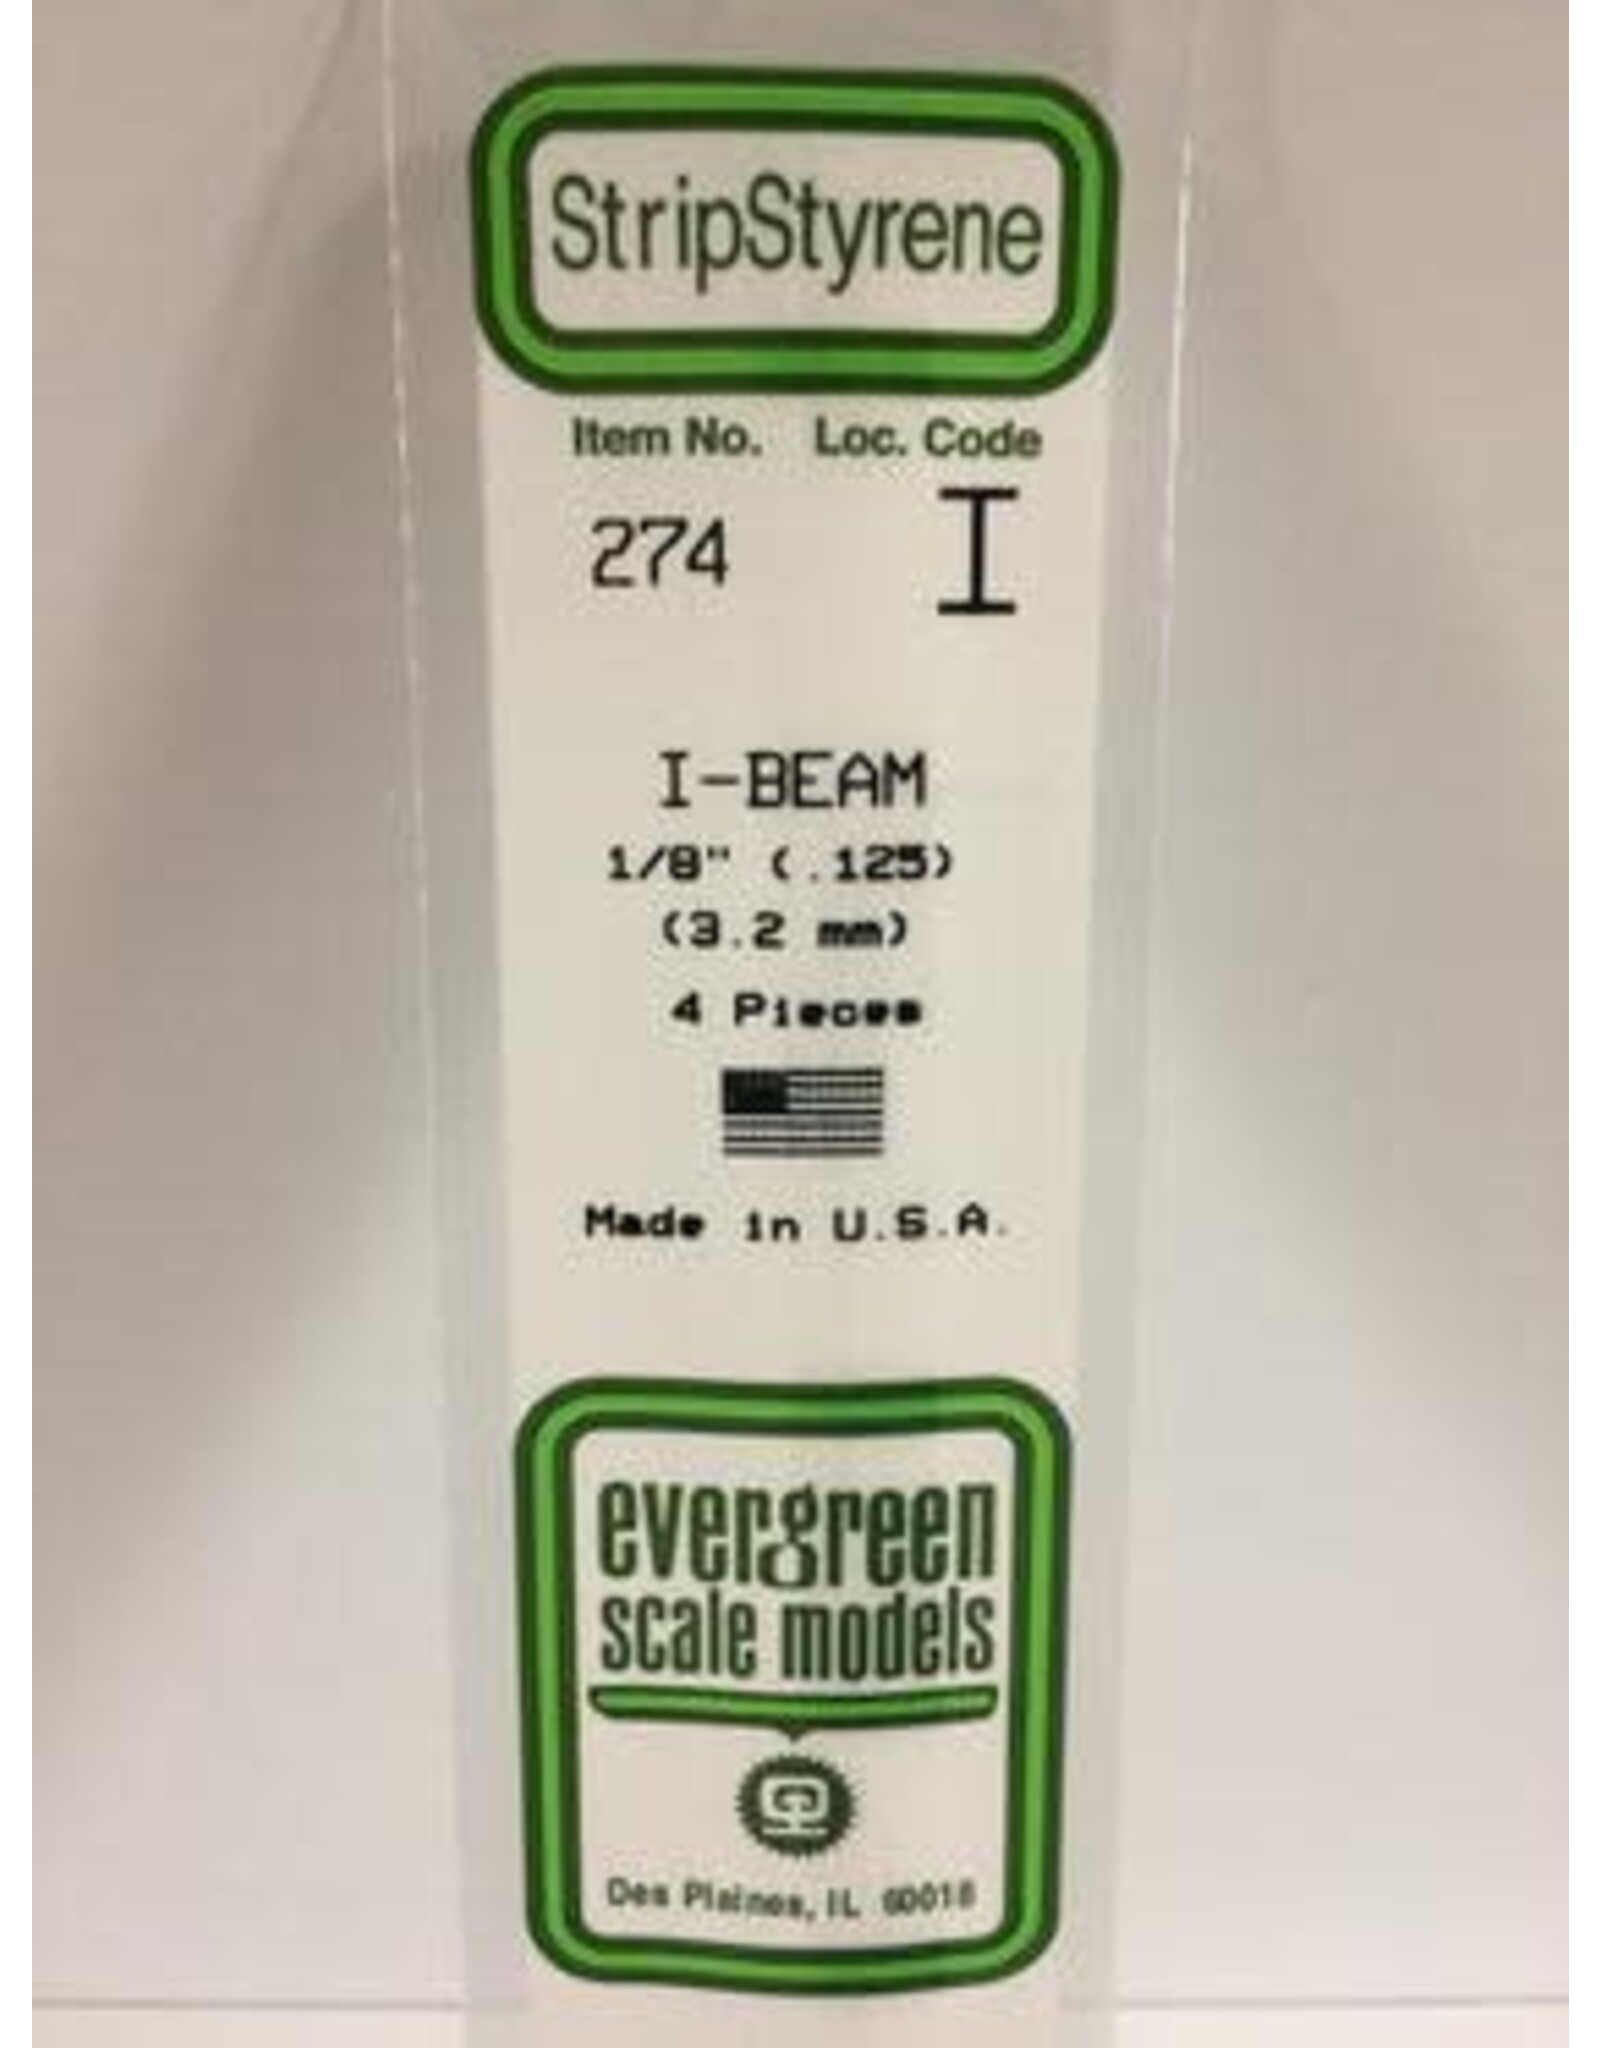 StripStyrene
Item No. Loc. Code
274 I
I-BEAM
1/8" (.125)
(3.2 mm)
4 Pieces
Made in U.S.A.
evergreen
scale models
Des Plaines, IL 60018